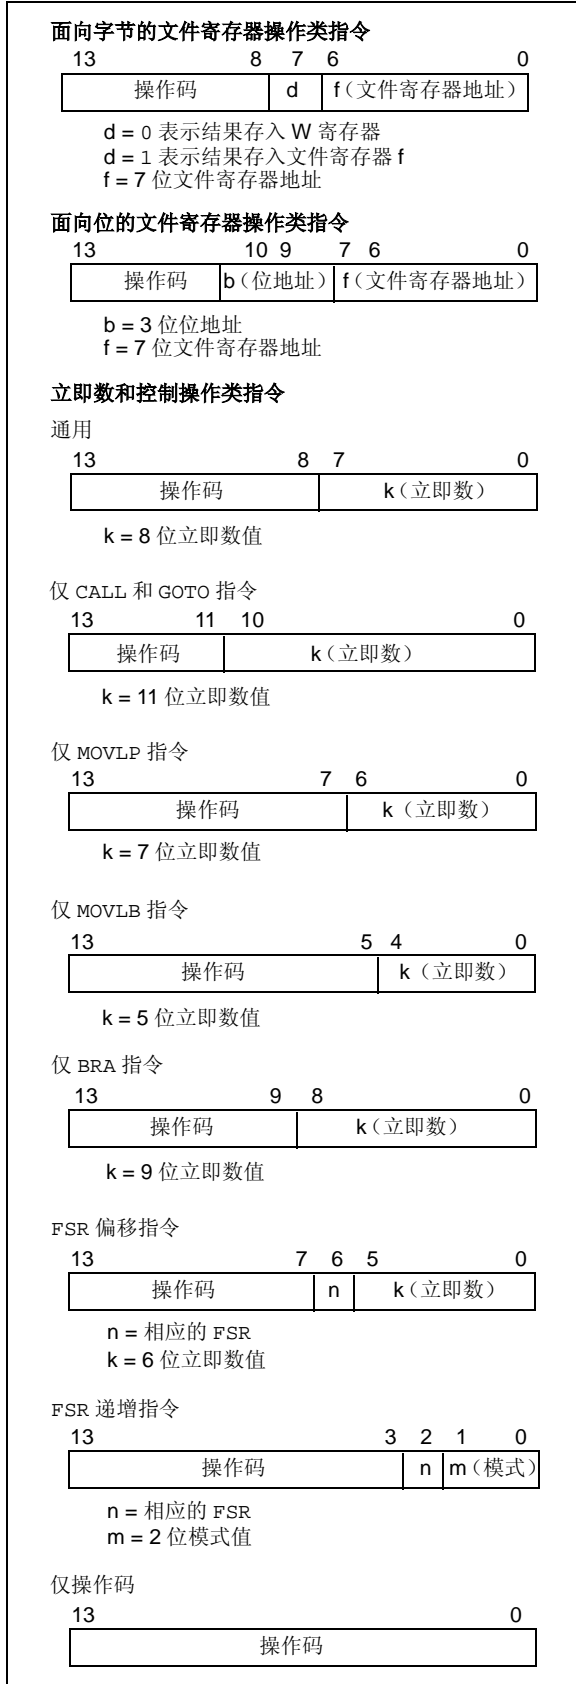 面向字节的文件寄存器操作类指令
13 8 7 6 0
操作码 d f（文件寄存器地址）
d = 0 表示结果存入 W 寄存器
d = 1 表示结果存入文件寄存器 f
f = 7 位文件寄存器地址
面向位的文件寄存器操作类指令
13 10 9 7 6 0
操作码 b（位地址） f（文件寄存器地址）
b = 3 位位地址
f = 7 位文件寄存器地址
立即数和控制操作类指令
通用
13 8 7 0
操作码 k（立即数）
k = 8 位立即数值
仅 CALL 和 GOTO 指令
13 11 10 0
操作码 k（立即数）
k = 11 位立即数值
仅 MOVLP 指令
13 7 6 0
操作码 k（立即数）
k = 7 位立即数值
仅 MOVLB 指令
13 5 4 0
操作码 k（立即数）
k = 5 位立即数值
仅 BRA 指令
13 9 8 0
操作码 k（立即数）
k = 9 位立即数值
FSR 偏移指令
13 7 6 5 0
操作码 n k（立即数）
n = 相应的 FSR
k = 6 位立即数值
FSR 递增指令
13 3 2 1 0
操作码 n m（模式）
n = 相应的 FSR
m = 2 位模式值
仅操作码
13 0
操作码